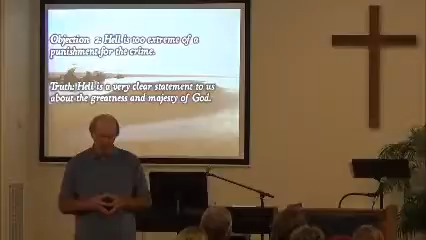 Objection 2: Hell is too extreme of a
punishment for the crime.
Truth: Hell is a very clear statement to us
about the greatness and majesty of God.